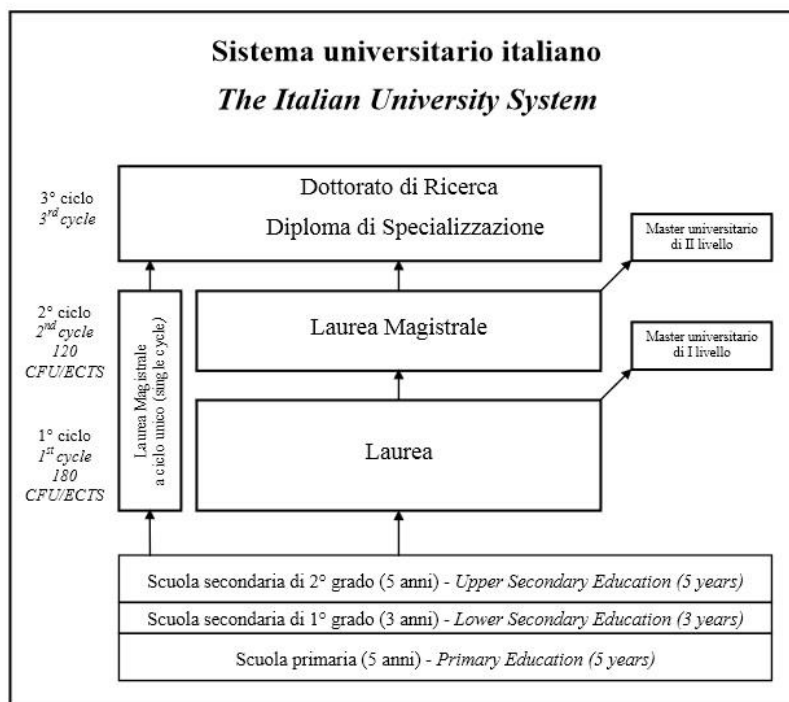 Sistema universitario italiano
The Italian University System
3° ciclo
3rd cycle
Dottorato di Ricerca
Diploma di Specializzazione
Master universitario
di II livello
2° ciclo
2nd cycle
120
CFU/ECTS
Laurea Magistrale
a ciclo unico (single cycle)
Laurea Magistrale
Master universitario
di I livello
1° ciclo
1st cycle
180
CFU/ECTS
Laurea
Scuola secondaria di 2° grado (5 anni) - Upper Secondary Education (5 years)
Scuola secondaria di 1° grado (3 anni) - Lower Secondary Education (3 years)
Scuola primaria (5 anni) - Primary Education (5 years)